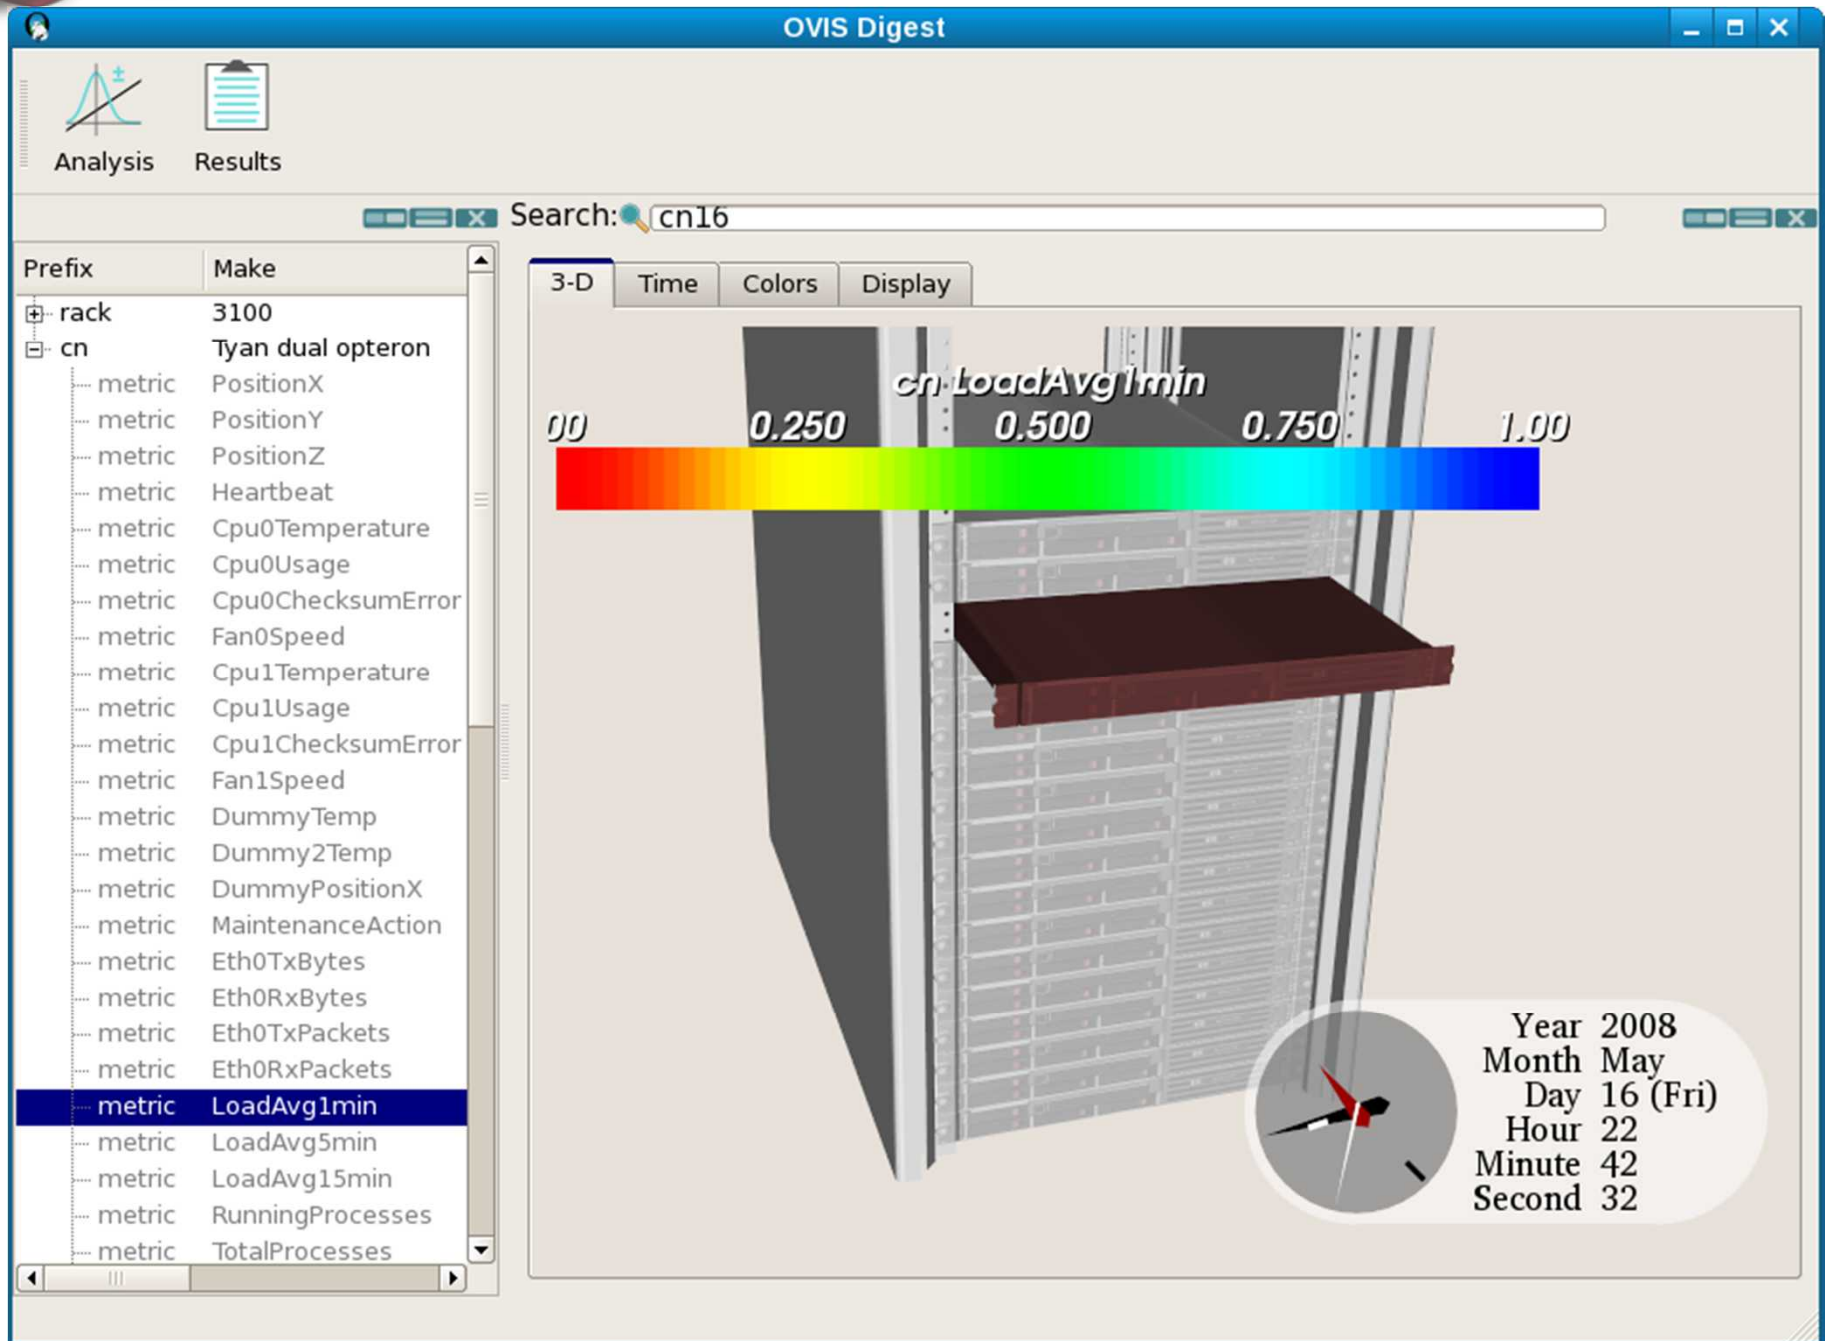 OVIS Digest
Analysis Results
Search: cn16
Prefix Make
rack 3100
cn Tyan dual opteron
metric PositionX
metric PositionY
metric PositionZ
metric Heartbeat
metric Cpu0Temperature
metric Cpu0Usage
metric Cpu0ChecksumError
metric Fan0Speed
metric Cpu1Temperature
metric Cpu1Usage
metric Cpu1ChecksumError
metric Fan1Speed
metric DummyTemp
metric Dummy2Temp
metric DummyPositionX
metric MaintenanceAction
metric Eth0TxBytes
metric Eth0RxBytes
metric Eth0TxPackets
metric Eth0RxPackets
metric LoadAvg1min
metric LoadAvg5min
metric LoadAvg15min
metric RunningProcesses
metric TotalProcesses
3-D Time Colors Display
cn LoadAvg1min
00 0.250 0.500 0.750 1.00
Year 2008
Month May
Day 16 (Fri)
Hour 22
Minute 42
Second 32